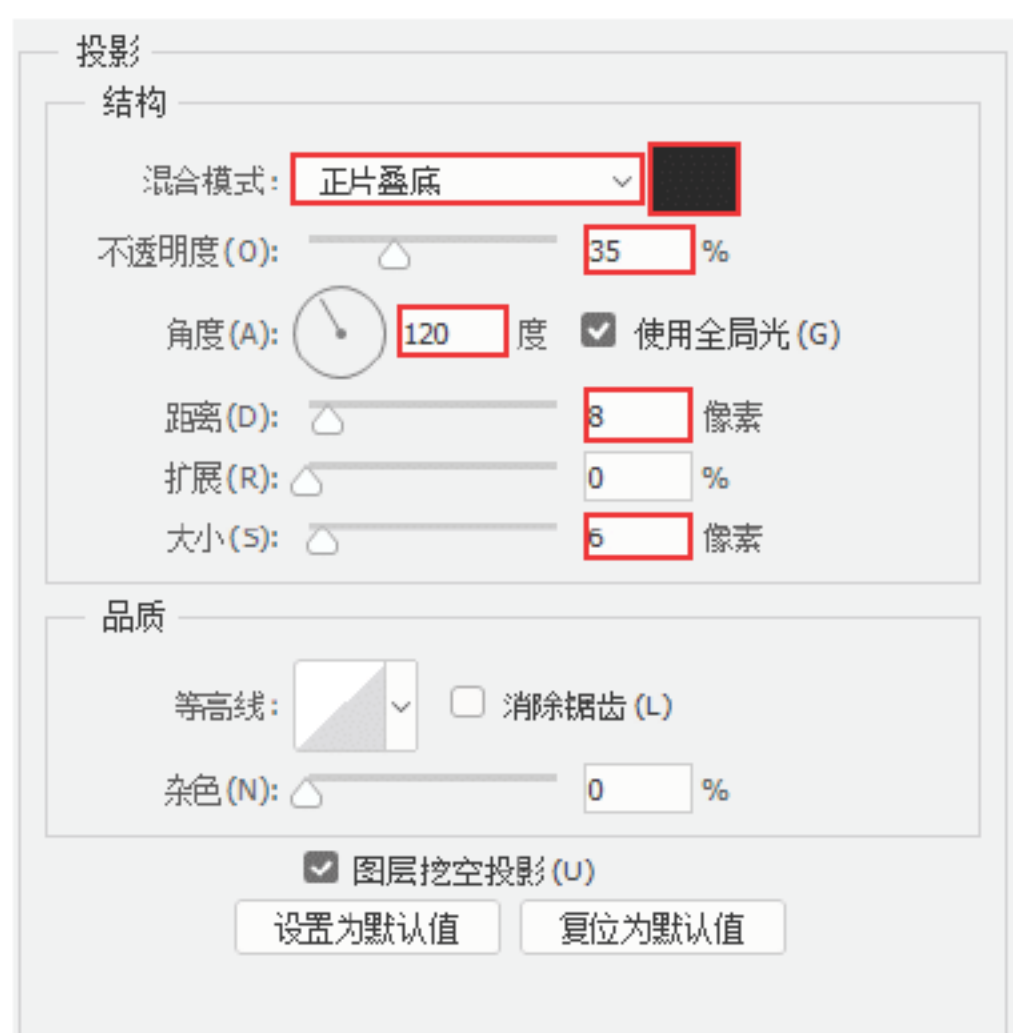 投影
结构
混合模式: 正片叠底
不透明度(O): 35 %
角度(A): 120 度 使用全局光(G)
距离(D): 8 像素
扩展(R): 0 %
大小(S): 6 像素
品质
等高线: 消除锯齿(L)
杂色(N): 0 %
图层挖空投影(U)
设置为默认值 复位为默认值